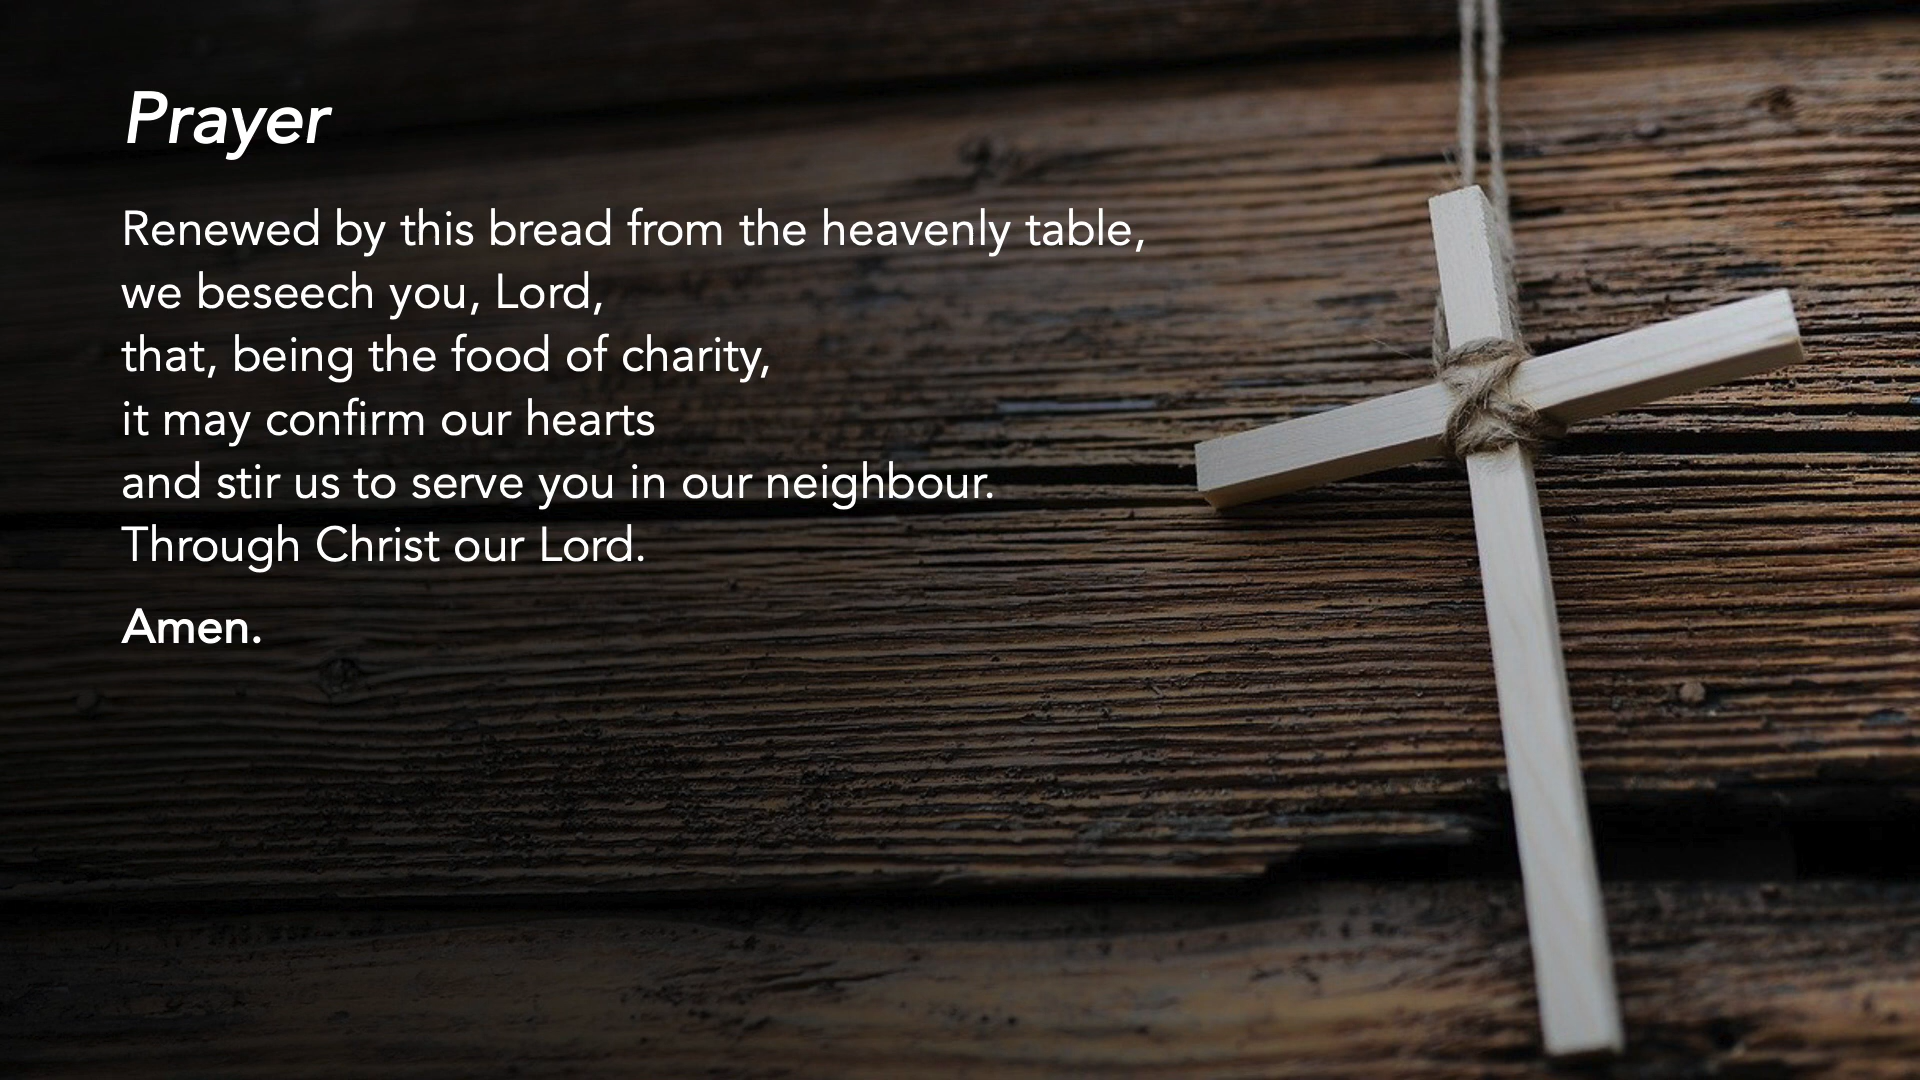 Prayer
Renewed by this bread from the heavenly table,
we beseech you, Lord,
that, being the food of charity,
it may confirm our hearts
and stir us to serve you in our neighbour.
Through Christ our Lord.
Amen.